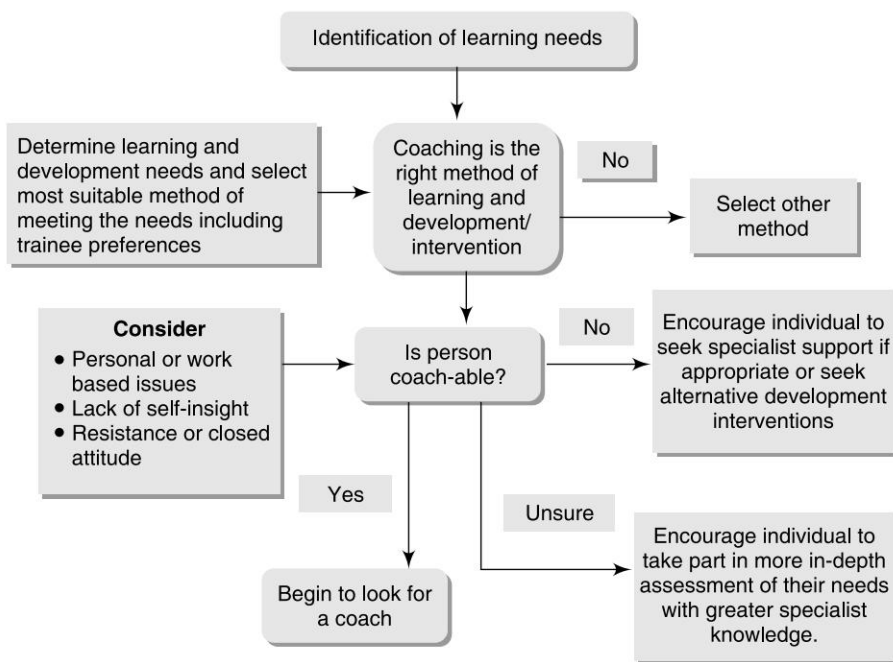 Identification of learning needs
Determine learning and
development needs and select
most suitable method of
meeting the needs including
trainee preferences
Coaching is the
right method of
learning and
development/
intervention
No
Select other
method
Consider
● Personal or work
based issues
● Lack of self-insight
● Resistance or closed
attitude
Is person
coach-able?
No
Encourage individual to
seek specialist support if
appropriate or seek
alternative development
interventions
Yes
Unsure
Begin to look for
a coach
Encourage individual to
take part in more in-depth
assessment of their needs
with greater specialist
knowledge.